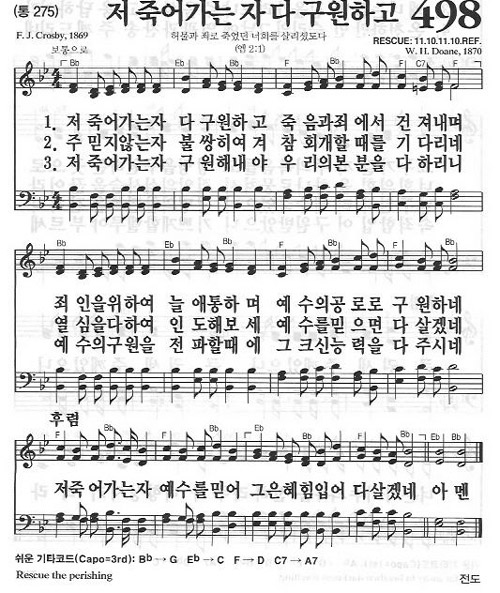 (통 275) 저 죽어가는 자 다 구원하고 498
F. J. Crosby, 1869 허물과 죄로 죽었던 너희를 살리셨도다 RESCUE: 11.10.11.10.REF.
보통으로 (엡 2:1) W. H. Doane, 1870
Bb Eb Bb F Bb F C7 F
1. 저 죽어가는자 다 구원하고 죽 음과죄 에서 건 져내며
2. 주 믿지않는자 불 쌍히여 겨 참 회개할 때를 기 다리네
3. 저 죽어가는자 구 원해내 야 우 리의본 분을 다 하리니
Bb Eb Bb F Bb F Bb
죄 인을위하여 늘 애통하 며 예 수의공 로로 구 원하네
열 심을다하여 인 도해보 세 예 수를믿 으면 다 살겠네
예 수의구원을 전 파할때 에 그 크신능 력을 다 주시네
후렴
F Bb Eb Bb F Bb Eb Bb
저죽 어가는자 예수를믿어 그은혜힘입어 다살겠네 아 멘
쉬운 기타코드(Capo=3rd): Bb → G Eb → C F → D C7 → A7
Rescue the perishing 전도